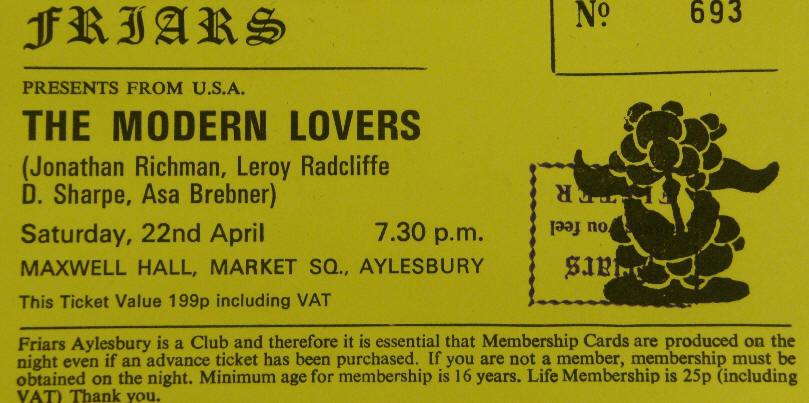 FRIARS
Nº 693
PRESENTS FROM U.S.A.
THE MODERN LOVERS
(Jonathan Richman, Leroy Radcliffe
D. Sharpe, Asa Brebner)
Saturday, 22nd April 7.30 p.m.
MAXWELL HALL, MARKET SQ., AYLESBURY
This Ticket Value 199p including VAT
Friars
you feel
Friars Aylesbury is a Club and therefore it is essential that Membership Cards are produced on the
night even if an advance ticket has been purchased. If you are not a member, membership must be
obtained on the night. Minimum age for membership is 16 years. Life Membership is 25p (including
VAT) Thank you.